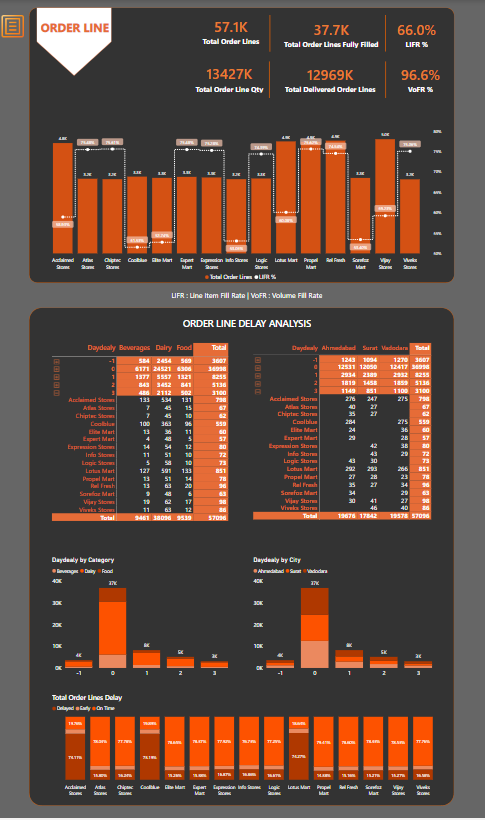 ORDER LINE
57.1K
Total Order Lines
37.7K
Total Order Lines Fully Filled
66.0%
LIFR %
13427K
Total Order Line Qty
12969K
Total Delivered Order Lines
96.6%
VoFR %
Acclaimed Stores
Atlas Stores
Chiptec Stores
Coolblue
Elite Mart
Expert Mart
Expression Stores
Info Stores
Logic Stores
Lotus Mart
Propel Mart
Rel Fresh
Sorefoz Mart
Vijay Stores
Viveks Stores
Total Order Lines LIFR %
LIFR : Line Item Fill Rate | VoFR : Volume Fill Rate
ORDER LINE DELAY ANALYSIS
Daydealy Beverages Dairy Food Total
-1 584 2454 569 3607
0 6171 24521 6306 36998
1 1377 5557 1321 8255
2 843 3452 841 5136
3 486 2112 502 3100
Acclaimed Stores 133 534 131 798
Atlas Stores 7 45 15 67
Chiptec Stores 7 45 10 62
Coolblue 100 363 96 559
Elite Mart 13 36 11 60
Expert Mart 4 48 5 57
Expression Stores 14 54 12 80
Info Stores 11 51 10 72
Logic Stores 5 58 10 73
Lotus Mart 127 591 133 851
Propel Mart 13 51 14 78
Rel Fresh 13 63 20 96
Sorefoz Mart 9 48 6 63
Vijay Stores 19 62 17 98
Viveks Stores 11 63 12 86
Total 9461 38096 9539 57096
Daydealy Ahmedabad Surat Vadodara Total
-1 1243 1094 1270 3607
0 12531 12050 12417 36998
1 2934 2389 2932 8255
2 1819 1458 1859 5136
3 1149 851 1100 3100
Acclaimed Stores 276 247 275 798
Atlas Stores 40 27 67
Chiptec Stores 35 27 62
Coolblue 284 275 559
Elite Mart 24 36 60
Expert Mart 29 28 57
Expression Stores 42 38 80
Info Stores 43 29 72
Logic Stores 43 30 73
Lotus Mart 292 293 266 851
Propel Mart 27 28 23 78
Rel Fresh 35 27 34 96
Sorefoz Mart 34 29 63
Vijay Stores 30 41 27 98
Viveks Stores 46 40 86
Total 19676 17842 19578 57096
Daydealy by Category
Beverages Dairy Food
40K
30K
20K
10K
0K
4K
37K
8K
5K
3K
-1 0 1 2 3
Daydealy by City
Ahmedabad Surat Vadodara
40K
30K
20K
10K
0K
4K
37K
8K
5K
3K
-1 0 1 2 3
Total Order Lines Delay
Delayed Early On Time
Acclaimed Stores
Atlas Stores
Chiptec Stores
Coolblue
Elite Mart
Expert Mart
Expression Stores
Info Stores
Logic Stores
Lotus Mart
Propel Mart
Rel Fresh
Sorefoz Mart
Vijay Stores
Viveks Stores